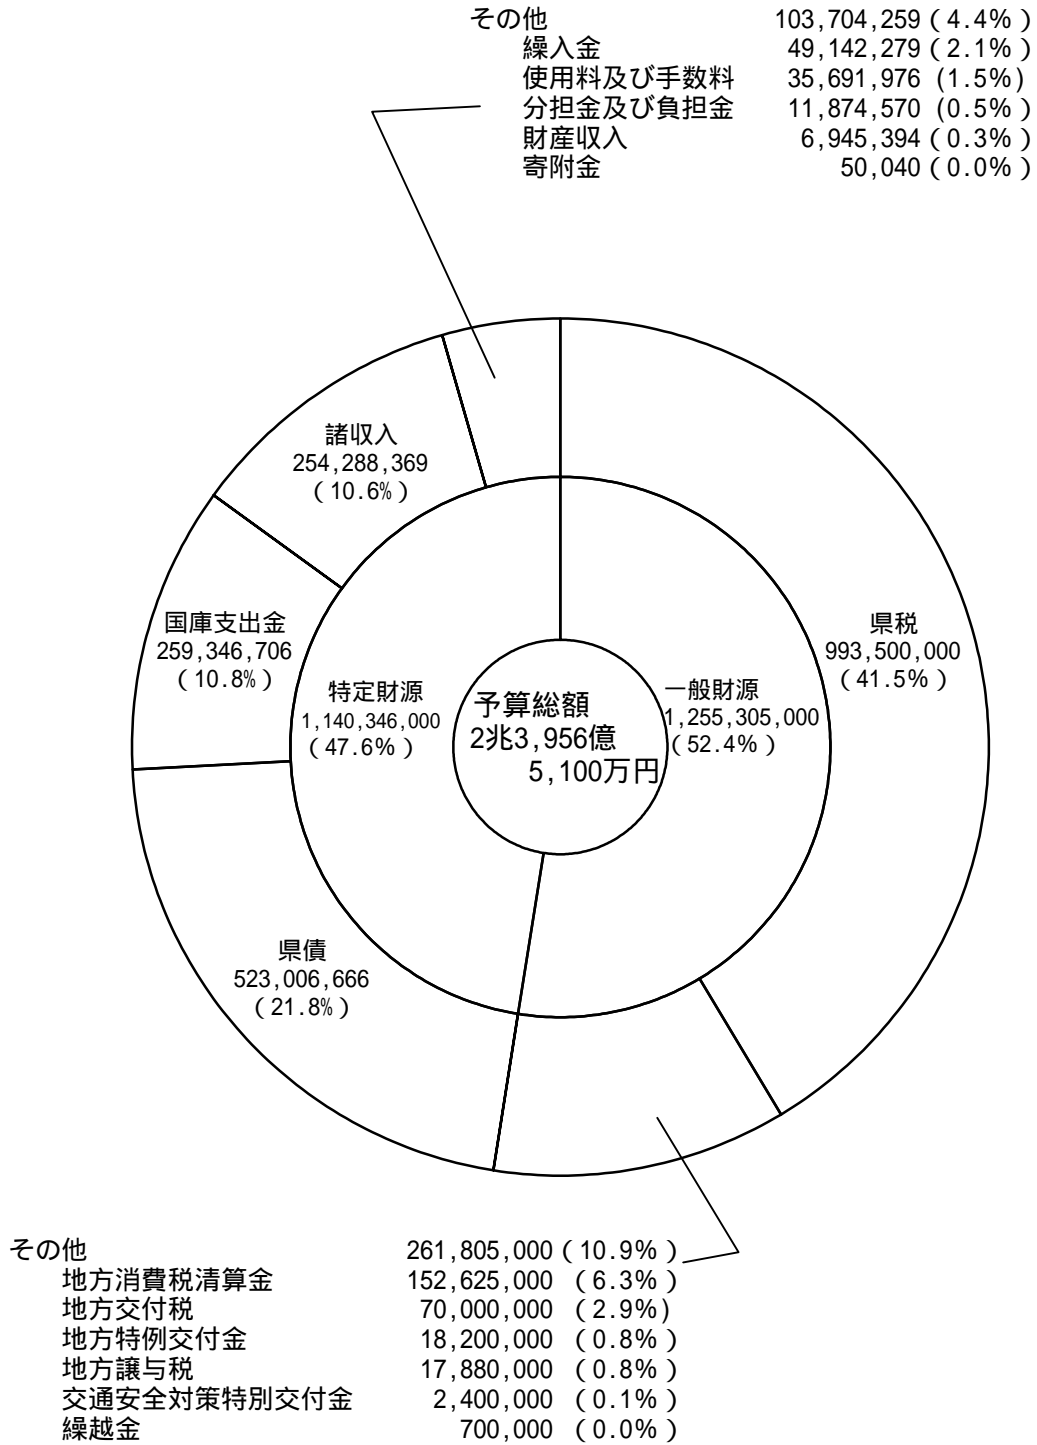 その他 103,704,259(4.4%)
繰入金 49,142,279(2.1%)
使用料及び手数料 35,691,976 (1.5%)
分担金及び負担金 11,874,570 (0.5%)
財産収入 6,945,394(0.3%)
寄附金 50,040(0.0%)
諸収入
254,288,369
(10.6%)
国庫支出金
259,346,706
(10.8%)
県税
993,500,000
(41.5%)
特定財源
1,140,346,000
(47.6%)
予算総額
2兆3,956億
5,100万円
一般財源
1,255,305,000
(52.4%)
県債
523,006,666
(21.8%)
その他 261,805,000(10.9%)
地方消費税清算金 152,625,000 (6.3%)
地方交付税 70,000,000 (2.9%)
地方特例交付金 18,200,000 (0.8%)
地方譲与税 17,880,000 (0.8%)
交通安全対策特別交付金 2,400,000 (0.1%)
繰越金 700,000 (0.0%)